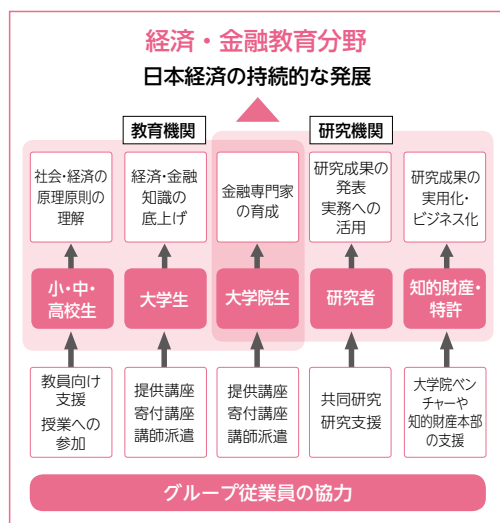 経済・金融教育分野
日本経済の持続的な発展
教育機関
研究機関
社会・経済の
原理原則の
理解
経済・金融
知識の
底上げ
金融専門家
の育成
研究成果の
発表
実務への
活用
研究成果の
実用化・
ビジネス化
小・中・
高校生
大学生
大学院生
研究者
知的財産・
特許
教員向け
支援
授業への
参加
提供講座
寄付講座
講師派遣
提供講座
寄付講座
講師派遣
共同研究
研究支援
大学院ベン
チャーや
知的財産本部
の支援
グループ従業員の協力